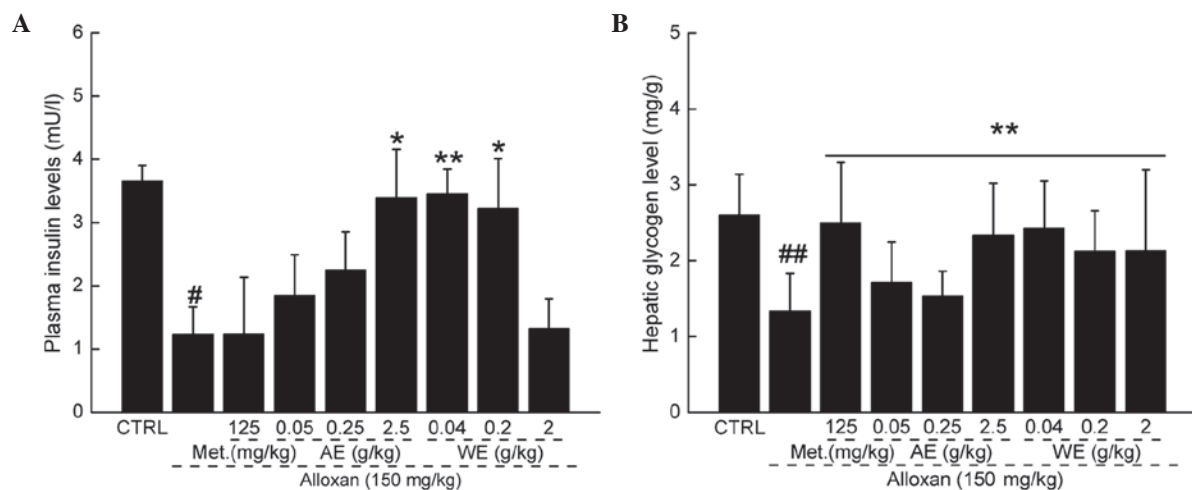 A
Plasma insulin levels (mU/l)
6
5
4
3
2
1
0
#
*
**
*
CTRL 125 0.05 0.25 2.5 0.04 0.2 2
Met.(mg/kg) AE (g/kg) WE (g/kg)
Alloxan (150 mg/kg)
B
Hepatic glycogen level (mg/g)
5
4
3
2
1
0
##
**
CTRL 125 0.05 0.25 2.5 0.04 0.2 2
Met.(mg/kg) AE (g/kg) WE (g/kg)
Alloxan (150 mg/kg)